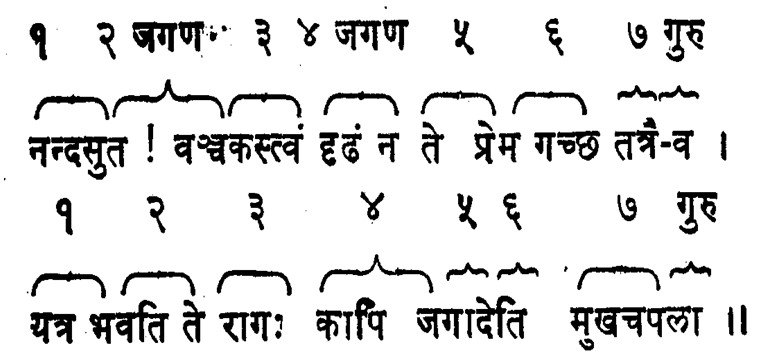 १ २ जगण ३ ४ जगण ५ ६ ७ गुरु
नन्दसुत ! वञ्चकस्त्वं दृढं न ते प्रेम गच्छ तत्रै-व ।
१ २ ३ ४ ५ ६ ७ गुरु
यत्र भवति ते रागः कापि जगादेति मुखचपला ॥